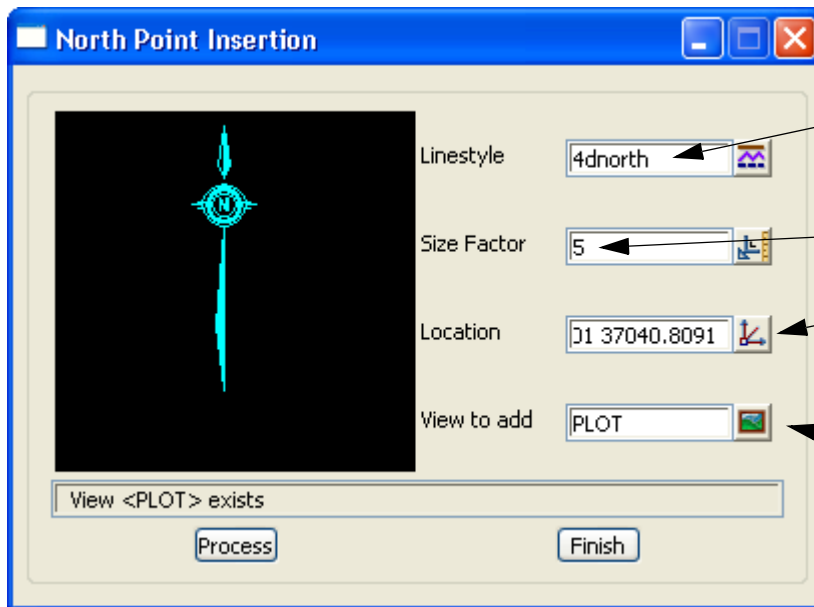 North Point Insertion
N
Linestyle 4dnorth
Size Factor 5
Location 01 37040.8091
View to add PLOT
View <PLOT> exists
Process Finish